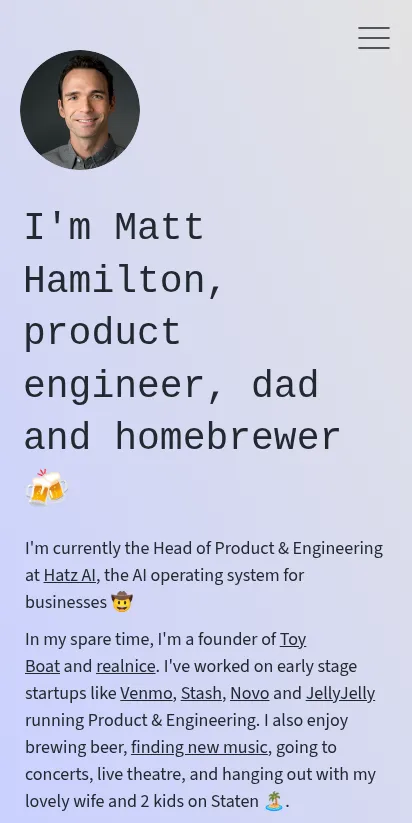 I'm Matt
Hamilton,
product
engineer, dad
and homebrewer
🍻
I'm currently the Head of Product & Engineering
at Hatz AI, the AI operating system for
businesses 🤠
In my spare time, I'm a founder of Toy
Boat and realnice. I've worked on early stage
startups like Venmo, Stash, Novo and JellyJelly
running Product & Engineering. I also enjoy
brewing beer, finding new music, going to
concerts, live theatre, and hanging out with my
lovely wife and 2 kids on Staten 🏝️.